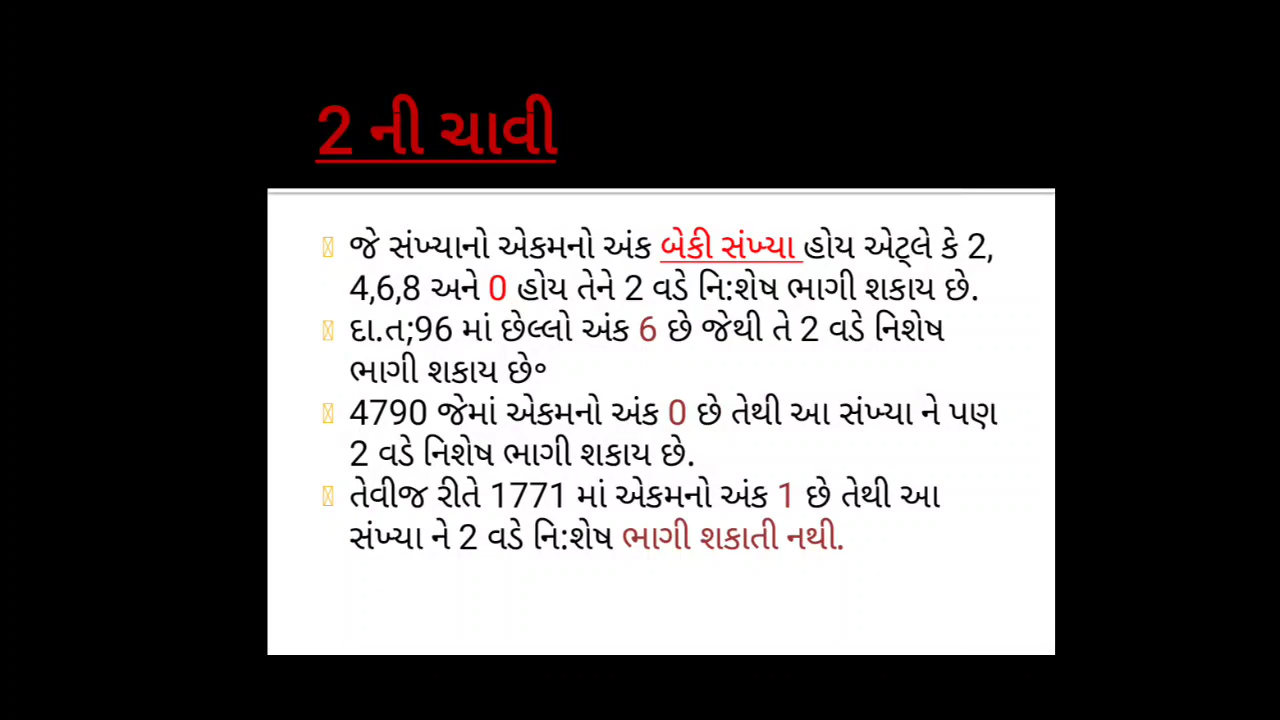 2 ની ચાવી
જે સંખ્યાનો એકમનો અંક બેકી સંખ્યા હોય એટ્લે કે 2,
4,6,8 અને 0 હોય તેને 2 વડે નિ:શેષ ભાગી શકાય છે.
દા.ત;96 માં છેલ્લો અંક 6 છે જેથી તે 2 વડે નિશેષ
ભાગી શકાય છે॰
4790 જેમાં એકમનો અંક 0 છે તેથી આ સંખ્યા ને પણ
2 વડે નિશેષ ભાગી શકાય છે.
તેવીજ રીતે 1771 માં એકમનો અંક 1 છે તેથી આ
સંખ્યા ને 2 વડે નિ:શેષ ભાગી શકાતી નથી.